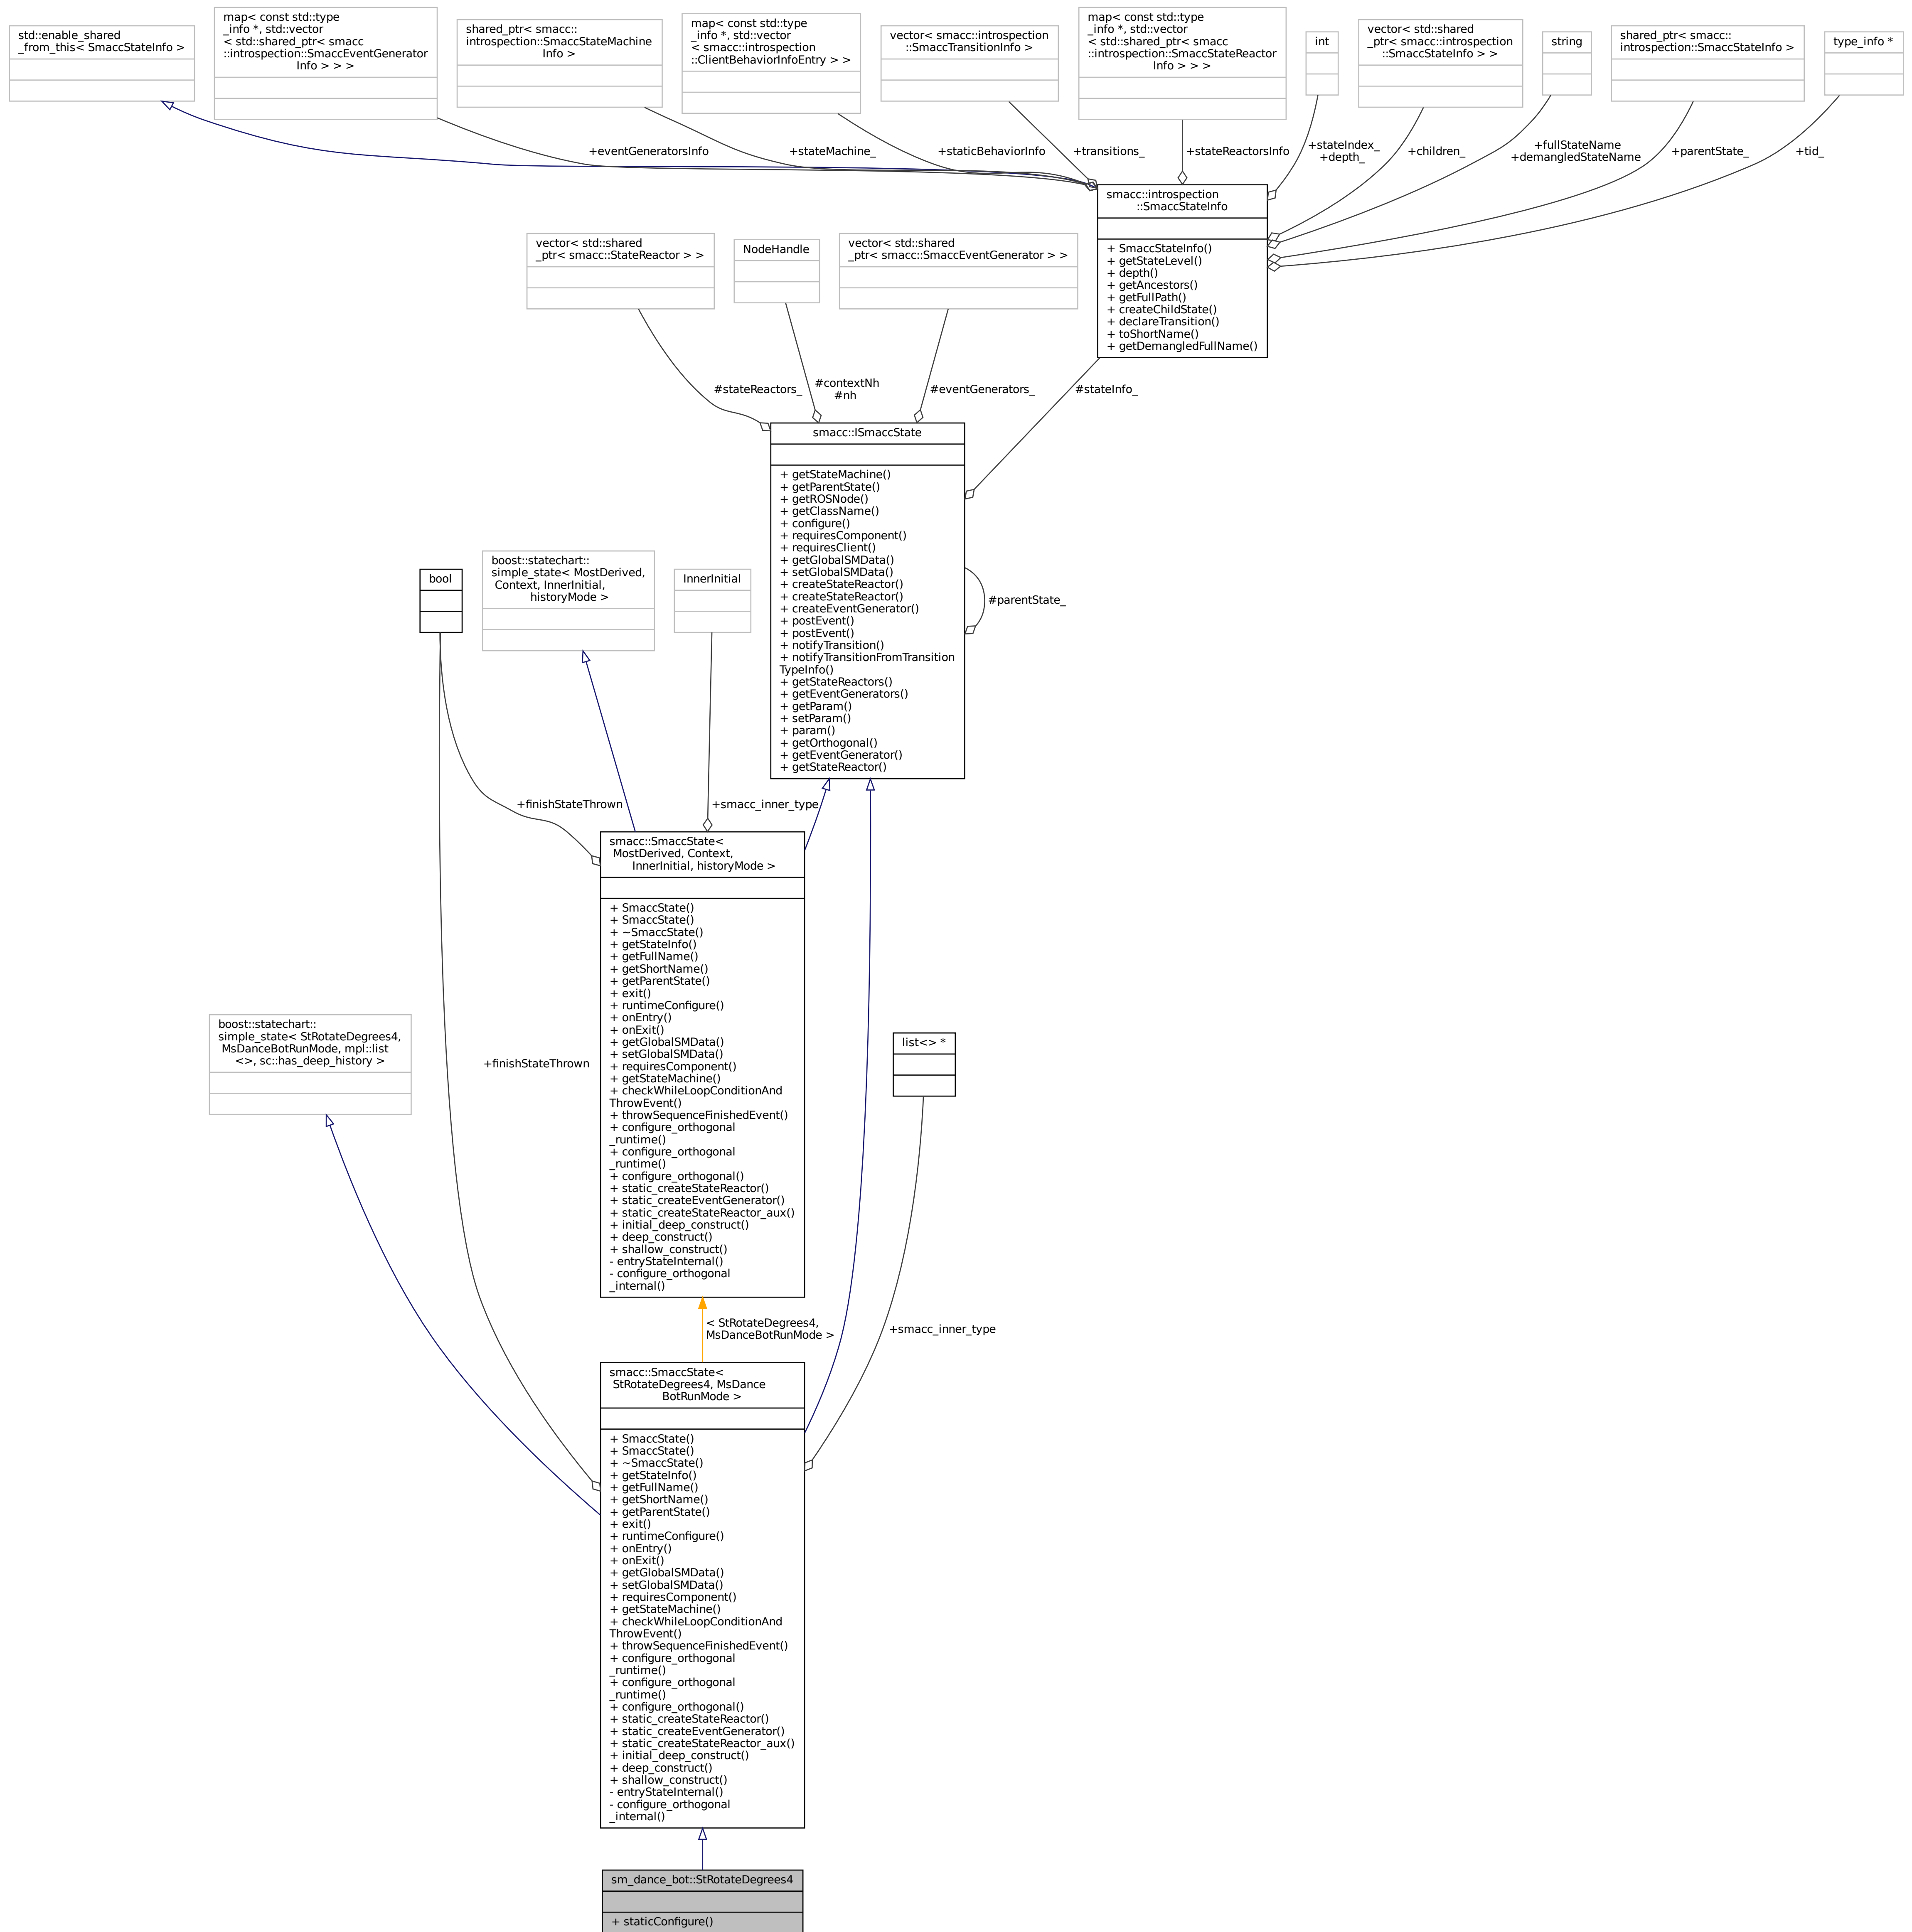 std::enable_shared
_from_this< SmaccStateInfo >
map< const std::type
_info *, std::vector
< std::shared_ptr< smacc
::introspection::SmaccEventGenerator
Info > > >
shared_ptr< smacc::
introspection::SmaccStateMachine
Info >
map< const std::type
_info *, std::vector
< smacc::introspection
::ClientBehaviorInfoEntry > >
vector< smacc::introspection
::SmaccTransitionInfo >
map< const std::type
_info *, std::vector
< std::shared_ptr< smacc
::introspection::SmaccStateReactor
Info > > >
int
vector< std::shared
_ptr< smacc::introspection
::SmaccStateInfo > >
string
shared_ptr< smacc::
introspection::SmaccStateInfo >
type_info *
+eventGeneratorsInfo
+stateMachine_
+staticBehaviorInfo
+transitions_
+stateReactorsInfo
+stateIndex_
+depth_
+children_
+fullStateName
+demangledStateName
+parentState_
+tid_
smacc::introspection
::SmaccStateInfo
+ SmaccStateInfo()
+ getStateLevel()
+ depth()
+ getAncestors()
+ getFullPath()
+ createChildState()
+ declareTransition()
+ toShortName()
+ getDemangledFullName()
vector< std::shared
_ptr< smacc::StateReactor > >
NodeHandle
vector< std::shared
_ptr< smacc::SmaccEventGenerator > >
#stateReactors_
#contextNh
#nh
#eventGenerators_
#stateInfo_
smacc::ISmaccState
+ getStateMachine()
+ getParentState()
+ getROSNode()
+ getClassName()
+ configure()
+ requiresComponent()
+ requiresClient()
+ getGlobalSMData()
+ setGlobalSMData()
+ createStateReactor()
+ createStateReactor()
+ createEventGenerator()
+ postEvent()
+ postEvent()
+ notifyTransition()
+ notifyTransitionFromTransition
TypeInfo()
+ getStateReactors()
+ getEventGenerators()
+ getParam()
+ setParam()
+ param()
+ getOrthogonal()
+ getEventGenerator()
+ getStateReactor()
#parentState_
bool
boost::statechart::
simple_state< MostDerived,
Context, InnerInitial,
historyMode >
InnerInitial
+finishStateThrown
+smacc_inner_type
smacc::SmaccState<
MostDerived, Context,
InnerInitial, historyMode >
+ SmaccState()
+ SmaccState()
+ ~SmaccState()
+ getStateInfo()
+ getFullName()
+ getShortName()
+ getParentState()
+ exit()
+ runtimeConfigure()
+ onEntry()
+ onExit()
+ getGlobalSMData()
+ setGlobalSMData()
+ requiresComponent()
+ getStateMachine()
+ checkWhileLoopConditionAnd
ThrowEvent()
+ throwSequenceFinishedEvent()
+ configure_orthogonal
_runtime()
+ configure_orthogonal
_runtime()
+ configure_orthogonal()
+ static_createStateReactor()
+ static_createEventGenerator()
+ static_createStateReactor_aux()
+ initial_deep_construct()
+ deep_construct()
+ shallow_construct()
- entryStateInternal()
- configure_orthogonal
_internal()
boost::statechart::
simple_state< StRotateDegrees4,
MsDanceBotRunMode, mpl::list
<>, sc::has_deep_history >
+finishStateThrown
list<> *
< StRotateDegrees4,
MsDanceBotRunMode >
+smacc_inner_type
smacc::SmaccState<
StRotateDegrees4, MsDance
BotRunMode >
+ SmaccState()
+ SmaccState()
+ ~SmaccState()
+ getStateInfo()
+ getFullName()
+ getShortName()
+ getParentState()
+ exit()
+ runtimeConfigure()
+ onEntry()
+ onExit()
+ getGlobalSMData()
+ setGlobalSMData()
+ requiresComponent()
+ getStateMachine()
+ checkWhileLoopConditionAnd
ThrowEvent()
+ throwSequenceFinishedEvent()
+ configure_orthogonal
_runtime()
+ configure_orthogonal
_runtime()
+ configure_orthogonal()
+ static_createStateReactor()
+ static_createEventGenerator()
+ static_createStateReactor_aux()
+ initial_deep_construct()
+ deep_construct()
+ shallow_construct()
- entryStateInternal()
- configure_orthogonal
_internal()
sm_dance_bot::StRotateDegrees4
+ staticConfigure()